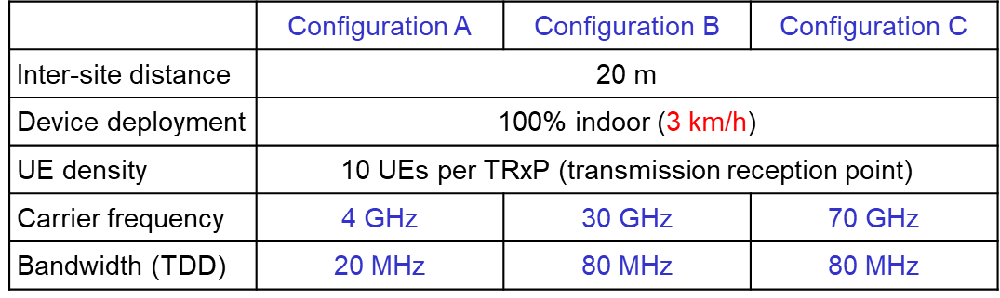 Configuration A Configuration B Configuration C
Inter-site distance 20 m
Device deployment 100% indoor (3 km/h)
UE density 10 UEs per TRxP (transmission reception point)
Carrier frequency 4 GHz 30 GHz 70 GHz
Bandwidth (TDD) 20 MHz 80 MHz 80 MHz